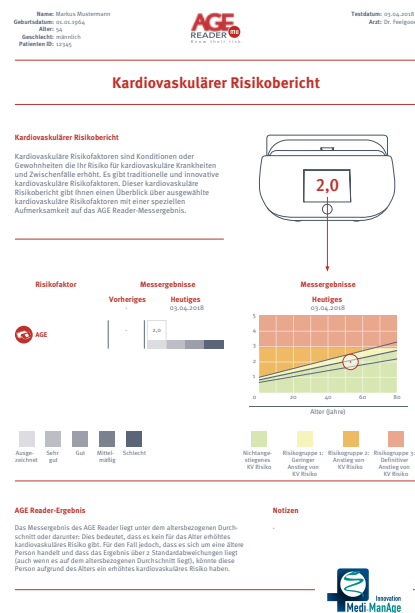 Name: Markus Mustermann
Geburtsdatum: 01.01.1964
Alter: 54
Geschlecht: männlich
Patienten ID: 12345
AGE
READER mu
Know their risk.
Testdatum: 03.04.2018
Arzt: Dr. Feelgood
Kardiovaskulärer Risikobericht
Kardiovaskulärer Risikobericht
Kardiovaskuläre Risikofaktoren sind Konditionen oder
Gewohnheiten die Ihr Risiko für kardiovaskuläre Krankheiten
und Zwischenfälle erhöht. Es gibt traditionelle und innovative
kardiovaskuläre Risikofaktoren. Dieser kardiovaskuläre
Risikobericht gibt Ihnen einen Überblick über ausgewählte
kardiovaskuläre Risikofaktoren mit einer speziellen
Aufmerksamkeit auf das AGE Reader-Messergebnis.
2,0
Risikofaktor
Messergebnisse
Vorheriges
-
Heutiges
03.04.2018
AGE
-
2,0
Messergebnisse
Heutiges
03.04.2018
5
4
3
2
1
0 20 40 60 80
Alter (Jahre)
Ausge-
zeichnet
Sehr
gut
Gut
Mittel-
mäßig
Schlecht
Nichtange-
stiegenes
KV Risiko
Risikogruppe 1:
Geringer
Anstieg von
KV Risiko
Risikogruppe 2:
Anstieg von
KV Risiko
Risikogruppe 3:
Definitiver
Anstieg von
KV Risiko
AGE Reader-Ergebnis
Das Messergebnis des AGE Reader liegt unter dem altersbezogenen Durch-
schnitt oder darunter: Dies bedeutet, dass es kein für das Alter erhöhtes
kardiovaskuläres Risiko gibt. Für den Fall jedoch, dass es sich um eine ältere
Person handelt und dass das Ergebnis über 2 Standardabweichungen liegt
(auch wenn es auf dem altersbezogenen Durchschnitt liegt), könnte diese
Person aufgrund des Alters ein erhöhtes kardiovaskuläres Risiko haben.
Notizen
-
Innovation
Medi.ManAge